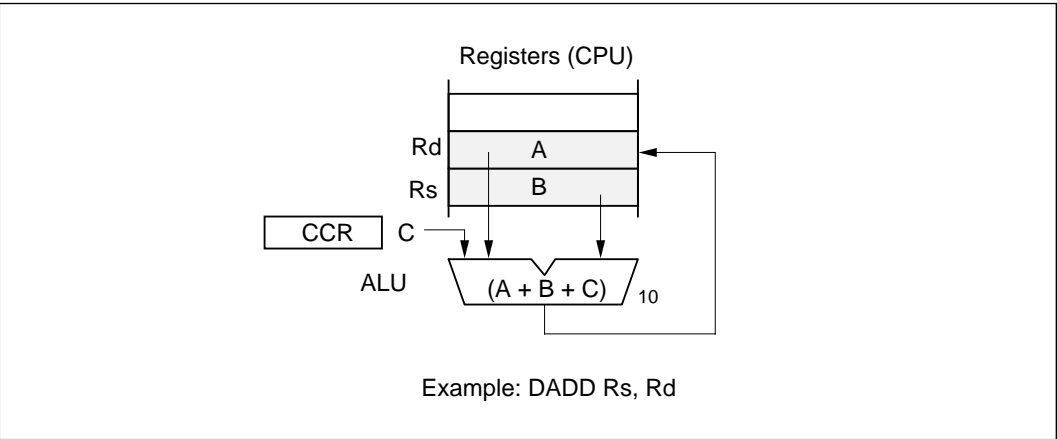 Registers (CPU)
Rd A
Rs B
CCR C
ALU (A + B + C) 10
Example: DADD Rs, Rd